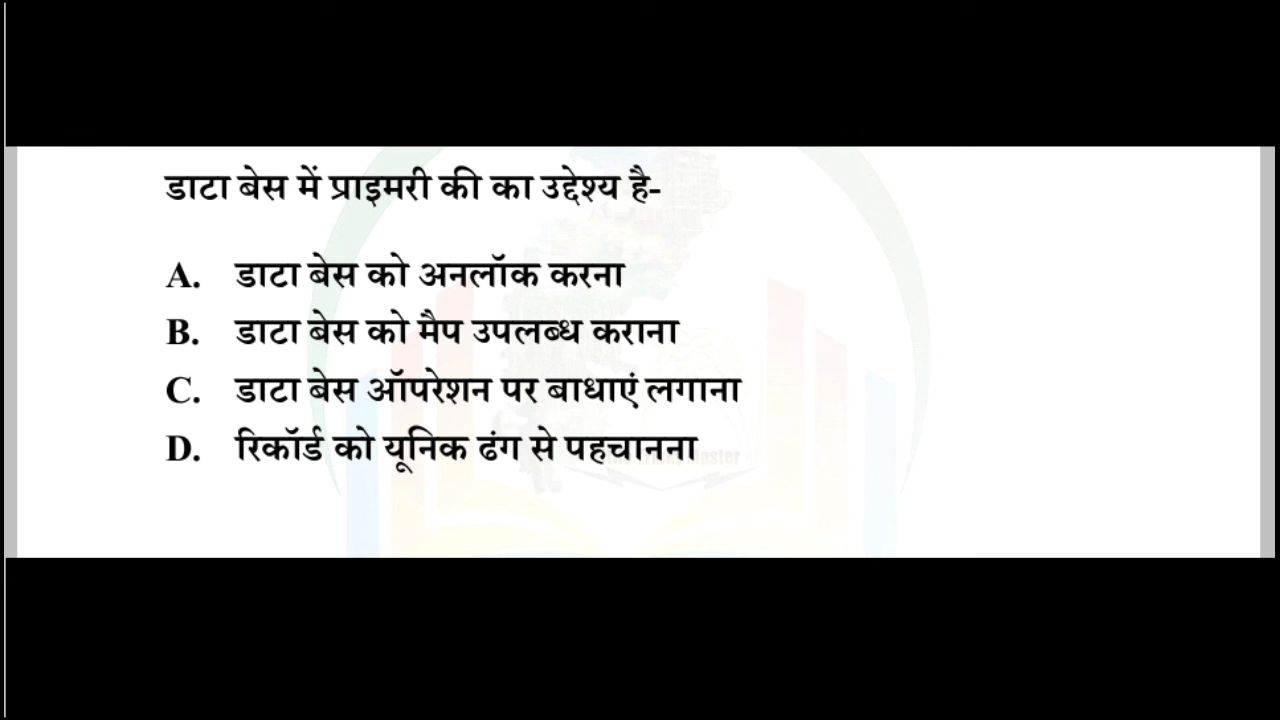 डाटा बेस में प्राइमरी की का उद्देश्य है-
A. डाटा बेस को अनलॉक करना
B. डाटा बेस को मैप उपलब्ध कराना
C. डाटा बेस ऑपरेशन पर बाधाएं लगाना
D. रिकॉर्ड को यूनिक ढंग से पहचानना